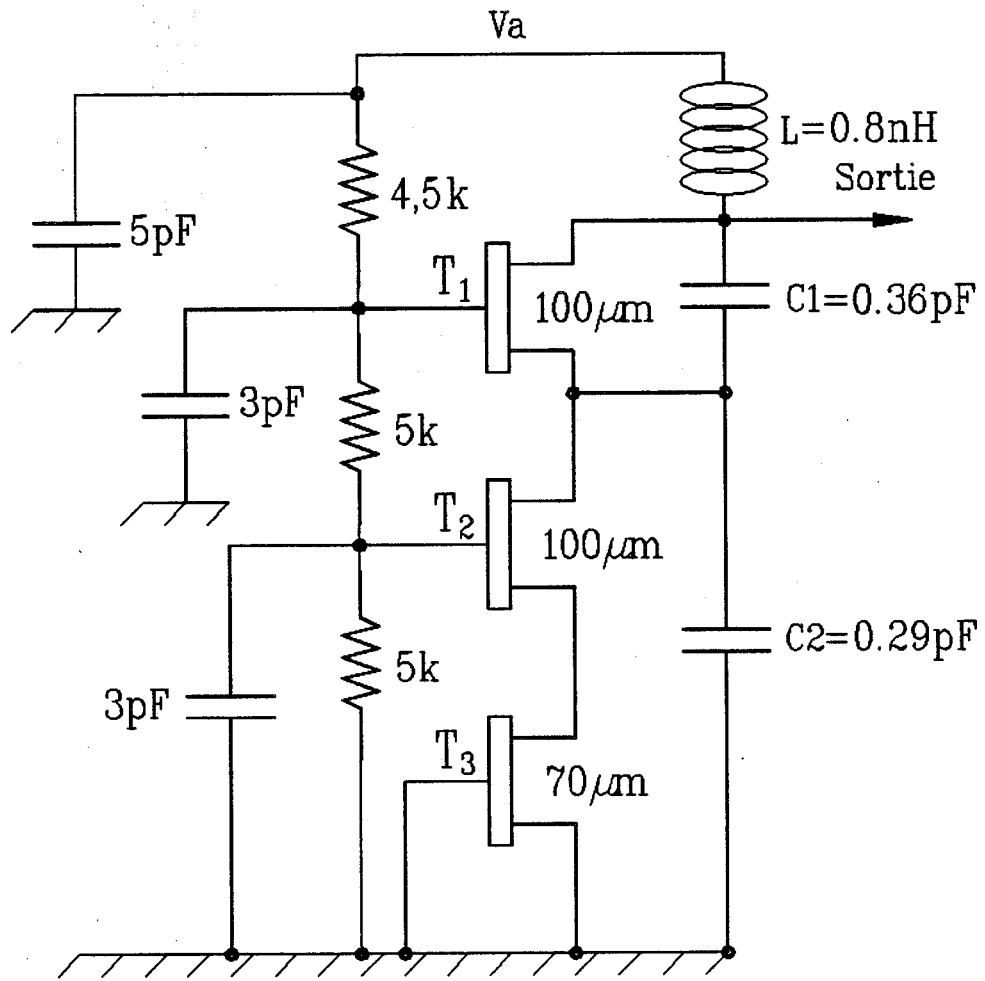 Va
L=0.8nH
Sortie
4,5k
5pF
T1
100μm
C1=0.36pF
3pF
5k
T2
100μm
C2=0.29pF
5k
3pF
T3
70μm